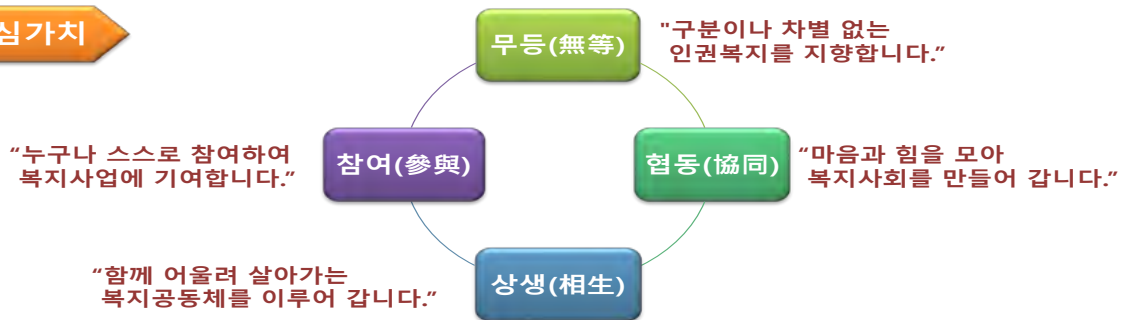 심가치
무등(無等)
"구분이나 차별 없는
인권복지를 지향합니다.”
“누구나 스스로 참여하여
복지사업에 기여합니다.”
참여(參與)
협동(協同)
“마음과 힘을 모아
복지사회를 만들어 갑니다.”
“함께 어울려 살아가는
복지공동체를 이루어 갑니다.”
상생(相生)